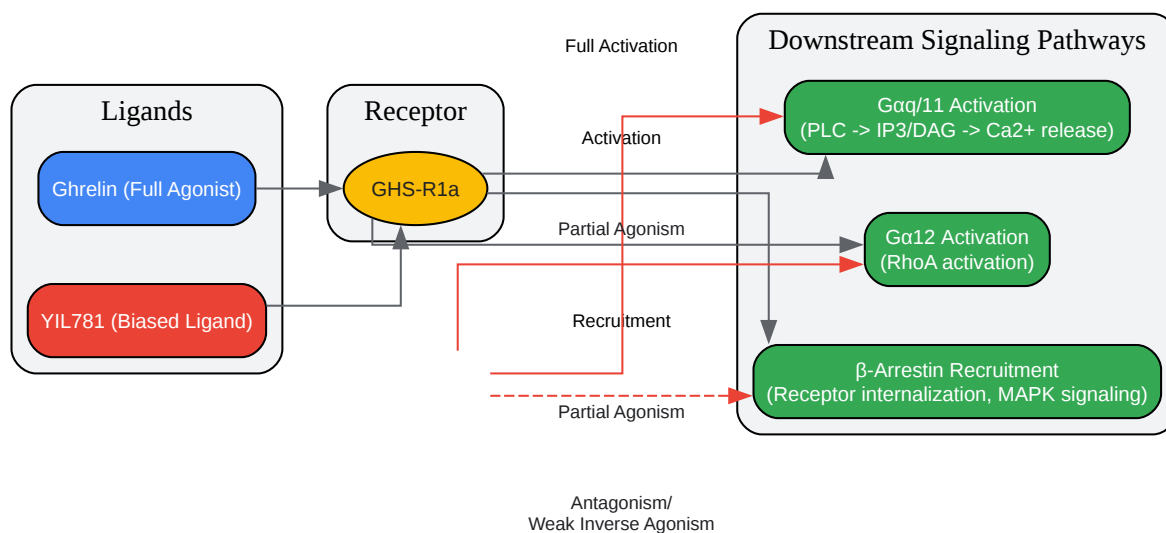 Ligands
Ghrelin (Full Agonist)
YIL781 (Biased Ligand)
Receptor
GHS-R1a
Full Activation
Activation
Partial Agonism
Recruitment
Partial Agonism
Antagonism/
Weak Inverse Agonism
Downstream Signaling Pathways
Gαq/11 Activation
(PLC -> IP3/DAG -> Ca2+ release)
Gα12 Activation
(RhoA activation)
β-Arrestin Recruitment
(Receptor internalization, MAPK signaling)